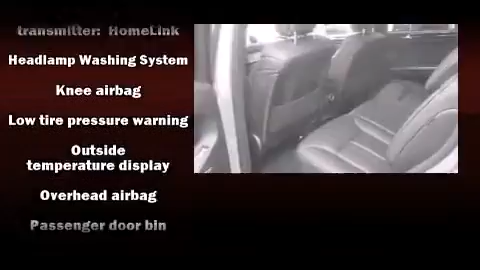 transmitter: HomeLink
Headlamp Washing System
Knee airbag
Low tire pressure warning
Outside
temperature display
Overhead airbag
Passenger door bin